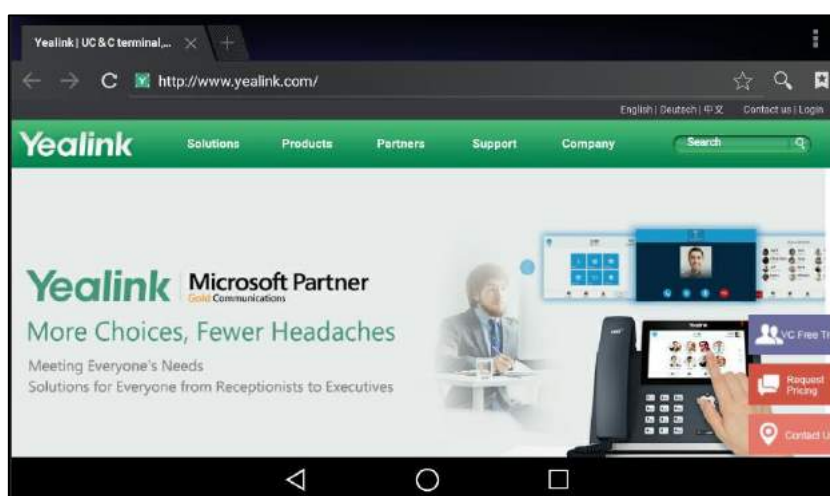 Yealink | UC & C terminal,...
http://www.yealink.com/
English | Deutsch | 中文 Contact us | Login
Yealink Solutions Products Partners Support Company Search
Yealink Microsoft Partner
Gold Communications
More Choices, Fewer Headaches
Meeting Everyone's Needs
Solutions for Everyone from Receptionists to Executives
Yealink
VC Free Tr
Request
Pricing
Contact U